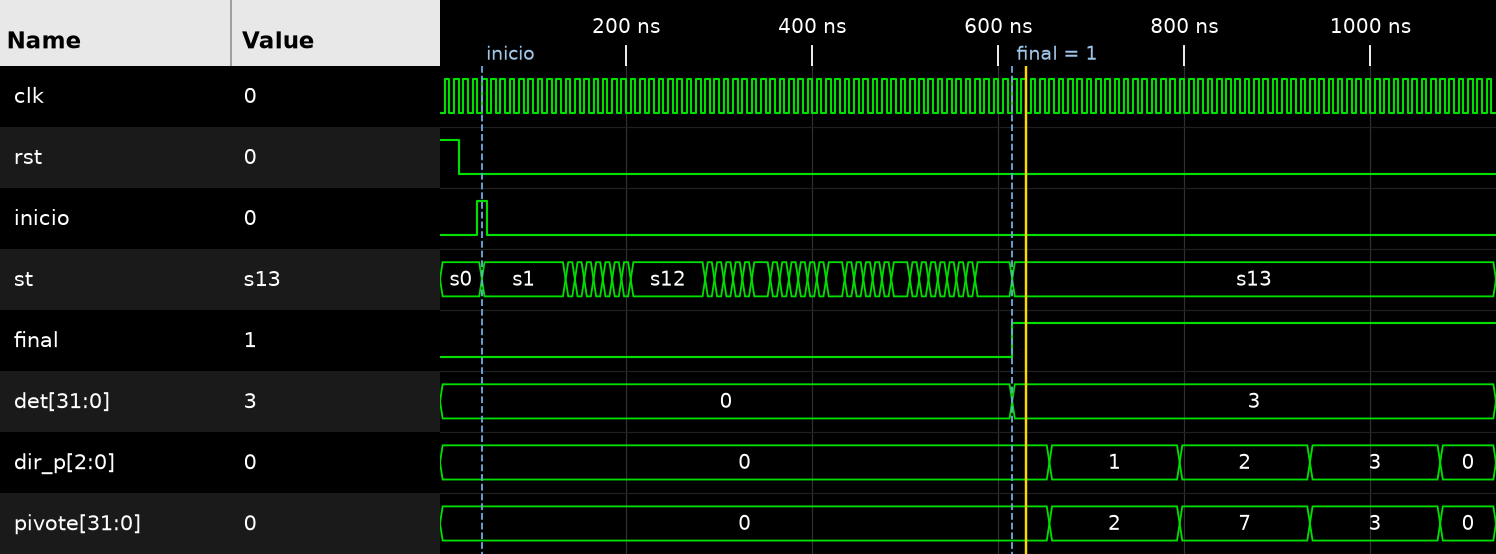 Name Value 200 ns 400 ns 600 ns 800 ns 1000 ns
inicio final = 1
clk 0
rst 0
inicio 0
st s13 s0 s1 s12 s13
final 1
det[31:0] 3 0 3
dir_p[2:0] 0 0 1 2 3 0
pivote[31:0] 0 0 2 7 3 0